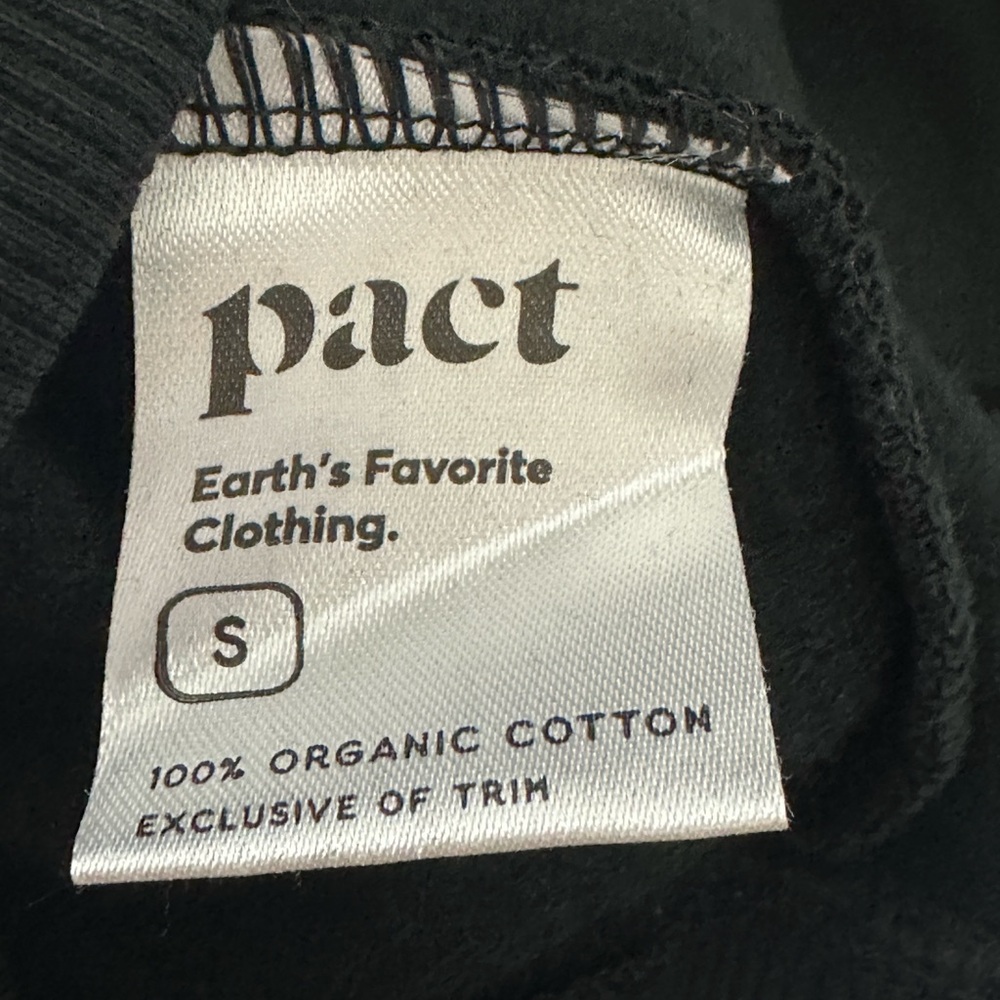 pact
Earth's Favorite
Clothing.
S
100% ORGANIC COTTON
EXCLUSIVE OF TRIM